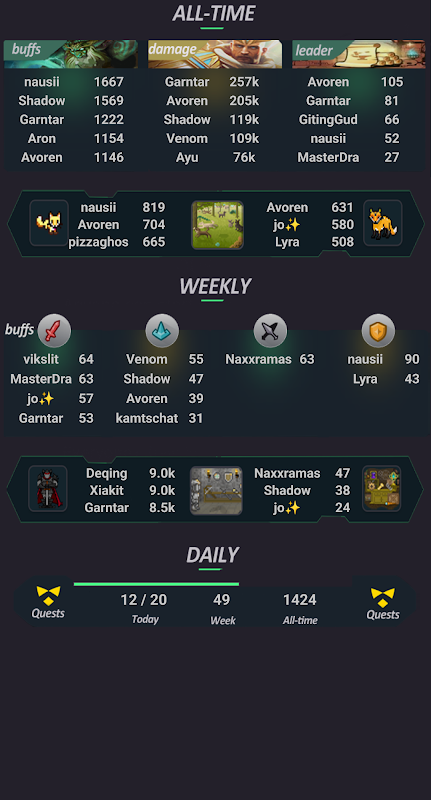 ALL-TIME
buffs damage leader
nausii 1667 Garntar 257k Avoren 105
Shadow 1569 Avoren 205k Garntar 81
Garntar 1222 Shadow 119k GitingGud 66
Aron 1154 Venom 109k nausii 52
Avoren 1146 Ayu 76k MasterDra 27
nausii 819 Avoren 631
Avoren 704 jo✨ 580
pizzaghos 665 Lyra 508
WEEKLY
buffs
vikslit 64 Venom 55 Naxxramas 63 nausii 90
MasterDra 63 Shadow 47 Lyra 43
jo✨ 57 Avoren 39
Garntar 53 kamtschat 31
Deqing 9.0k Naxxramas 47
Xiakit 9.0k Shadow 38
Garntar 8.5k jo✨ 24
DAILY
12 / 20 49 1424
Quests Today Week All-time Quests